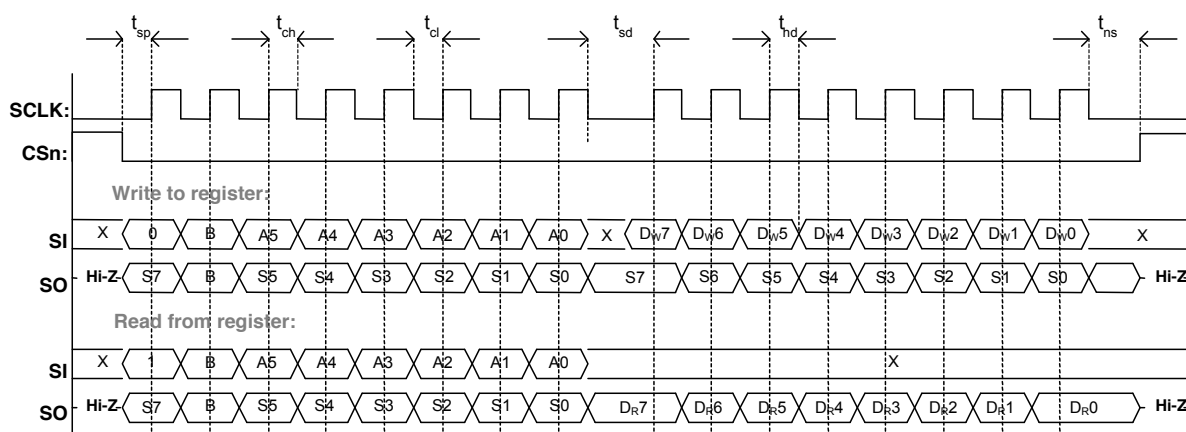 tsp tch tcl tsd thd tns
SCLK:
CSn:
Write to register:
SI X 0 B A5 A4 A3 A2 A1 A0 X DW7 DW6 DW5 DW4 DW3 DW2 DW1 DW0 X
SO Hi-Z S7 B S5 S4 S3 S2 S1 S0 S7 S6 S5 S4 S3 S2 S1 S0 Hi-Z
Read from register:
SI X 1 B A5 A4 A3 A2 A1 A0 X
SO Hi-Z S7 B S5 S4 S3 S2 S1 S0 DR7 DR6 DR5 DR4 DR3 DR2 DR1 DR0 Hi-Z